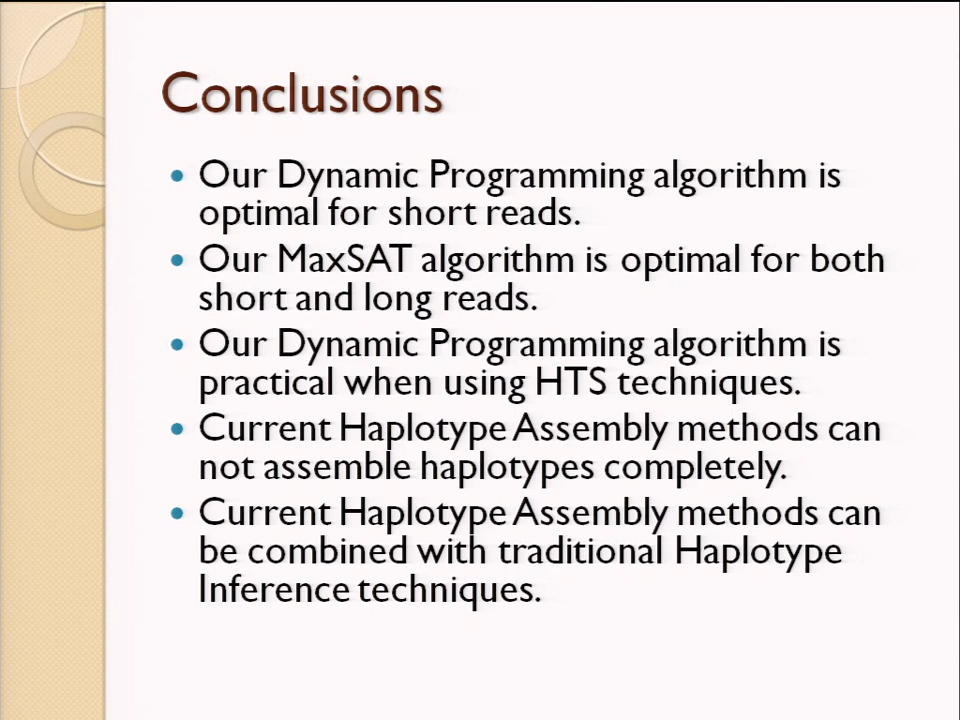 Conclusions
• Our Dynamic Programming algorithm is
optimal for short reads.
• Our MaxSAT algorithm is optimal for both
short and long reads.
• Our Dynamic Programming algorithm is
practical when using HTS techniques.
• Current Haplotype Assembly methods can
not assemble haplotypes completely.
• Current Haplotype Assembly methods can
be combined with traditional Haplotype
Inference techniques.